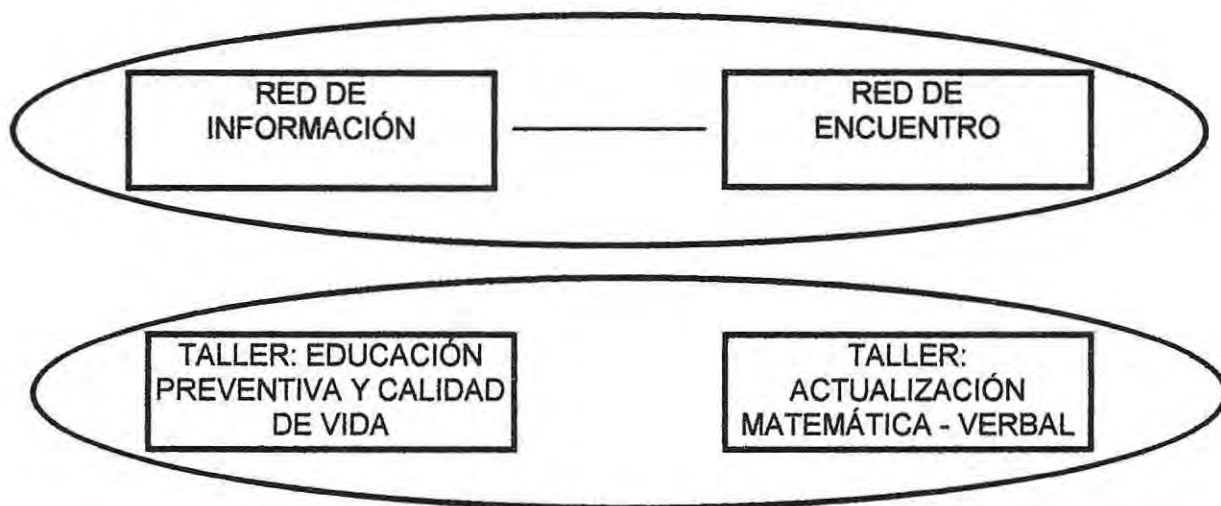 RED DE
INFORMACIÓN
RED DE
ENCUENTRO
TALLER: EDUCACIÓN
PREVENTIVA Y CALIDAD
DE VIDA
TALLER:
ACTUALIZACIÓN
MATEMÁTICA - VERBAL